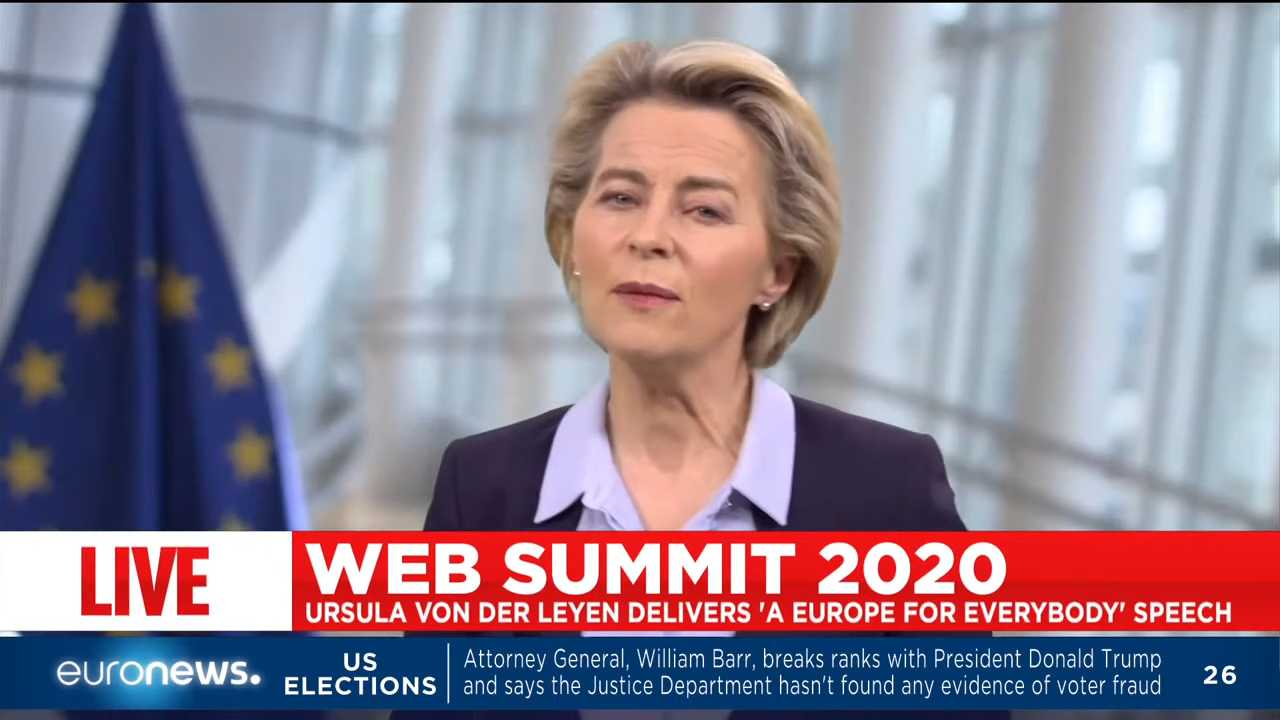 LIVE
WEB SUMMIT 2020
URSULA VON DER LEYEN DELIVERS 'A EUROPE FOR EVERYBODY' SPEECH
euronews.
US
ELECTIONS
Attorney General, William Barr, breaks ranks with President Donald Trump
and says the Justice Department hasn't found any evidence of voter fraud
26